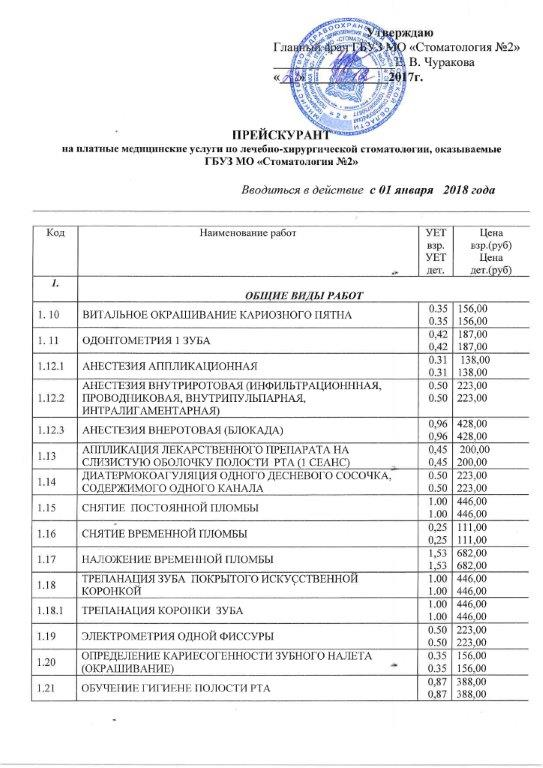 Утверждаю
Главный врач ГБУЗ МО «Стоматология №2»
В. Чуракова
2017г.
ПРЕЙСКУРАНТ
на платные медицинские услуги по лечебно-хирургической стоматологии, оказываемые
ГБУЗ МО «Стоматология №2»
Вводиться в действие с 01 января 2018 года
Код Наименование работ УЕТ взр. УЕТ дет. Цена взр.(руб) Цена дет.(руб)
1.
ОБЩИЕ ВИДЫ РАБОТ
1. 10 ВИТАЛЬНОЕ ОКРАШИВАНИЕ КАРИОЗНОГО ПЯТНА 0.35 156,00
0.35 156,00
1. 11 ОДОНТОМЕТРИЯ 1 ЗУБА 0,42 187,00
0,42 187,00
1.12.1 АНЕСТЕЗИЯ АППЛИКАЦИОННАЯ 0.31 138,00
0.31 138,00
1.12.2 АНЕСТЕЗИЯ ВНУТРИРОТОВАЯ (ИНФИЛЬТРАЦИОНННАЯ, 0.50 223,00
ПРОВОДНИКОВАЯ, ВНУТРИПУЛЬПАРНАЯ, 0.50 223,00
ИНТРАЛИГАМЕНТАРНАЯ)
1.12.3 АНЕСТЕЗИЯ ВНЕРОТОВАЯ (БЛОКАДА) 0,96 428,00
0,96 428,00
1.13 АППЛИКАЦИЯ ЛЕКАРСТВЕННОГО ПРЕПАРАТА НА 0,45 200,00
СЛИЗИСТУЮ ОБОЛОЧКУ ПОЛОСТИ РТА (1 СЕАНС) 0,45 200,00
1.14 ДИАТЕРМОКОАГУЛЯЦИЯ ОДНОГО ДЕСНЕВОГО СОСОЧКА, 0.50 223,00
СОДЕРЖИМОГО ОДНОГО КАНАЛА 0.50 223,00
1.15 СНЯТИЕ ПОСТОЯННОЙ ПЛОМБЫ 1.00 446,00
1.00 446,00
1.16 СНЯТИЕ ВРЕМЕННОЙ ПЛОМБЫ 0,25 111,00
0,25 111,00
1.17 НАЛОЖЕНИЕ ВРЕМЕННОЙ ПЛОМБЫ 1,53 682,00
1,53 682,00
1.18 ТРЕПАНАЦИЯ ЗУБА ПОКРЫТОГО ИСКУССТВЕННОЙ 1.00 446,00
КОРОНКОЙ 1.00 446,00
1.18.1 ТРЕПАНАЦИЯ КОРОНКИ ЗУБА 1.00 446,00
1.00 446,00
1.19 ЭЛЕКТРОМЕТРИЯ ОДНОЙ ФИССУРЫ 0.50 223,00
0.50 223,00
1.20 ОПРЕДЕЛЕНИЕ КАРИЕСОГЕННОСТИ ЗУБНОГО НАЛЕТА 0.35 156,00
(ОКРАШИВАНИЕ) 0.35 156,00
1.21 ОБУЧЕНИЕ ГИГИЕНЕ ПОЛОСТИ РТА 0,87 388,00
0,87 388,00